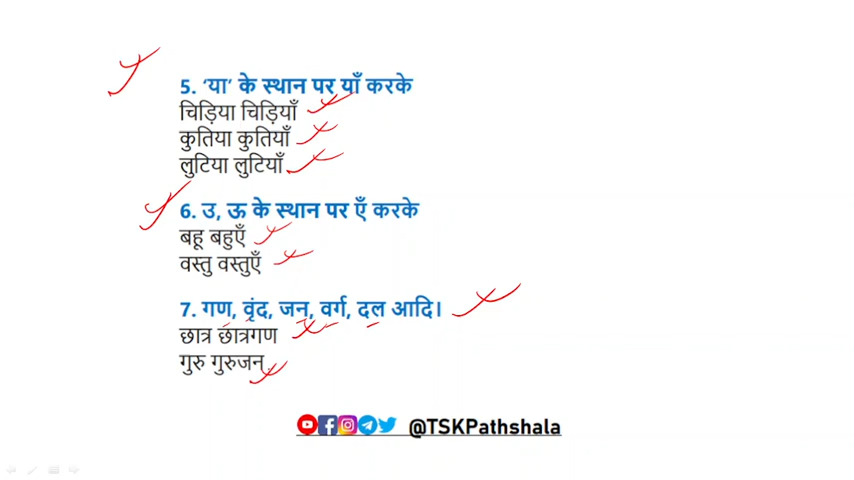 5. ‘या’ के स्थान पर याँ करके
चिड़िया चिड़ियाँ
कुतिया कुतियाँ
लुटिया लुटियाँ
6. उ, ऊ के स्थान पर एँ करके
बहू बहुएँ
वस्तु वस्तुएँ
7. गण, वृंद, जन, वर्ग, दल आदि।
छात्र छात्रगण
गुरु गुरुजन
@TSKPathshala